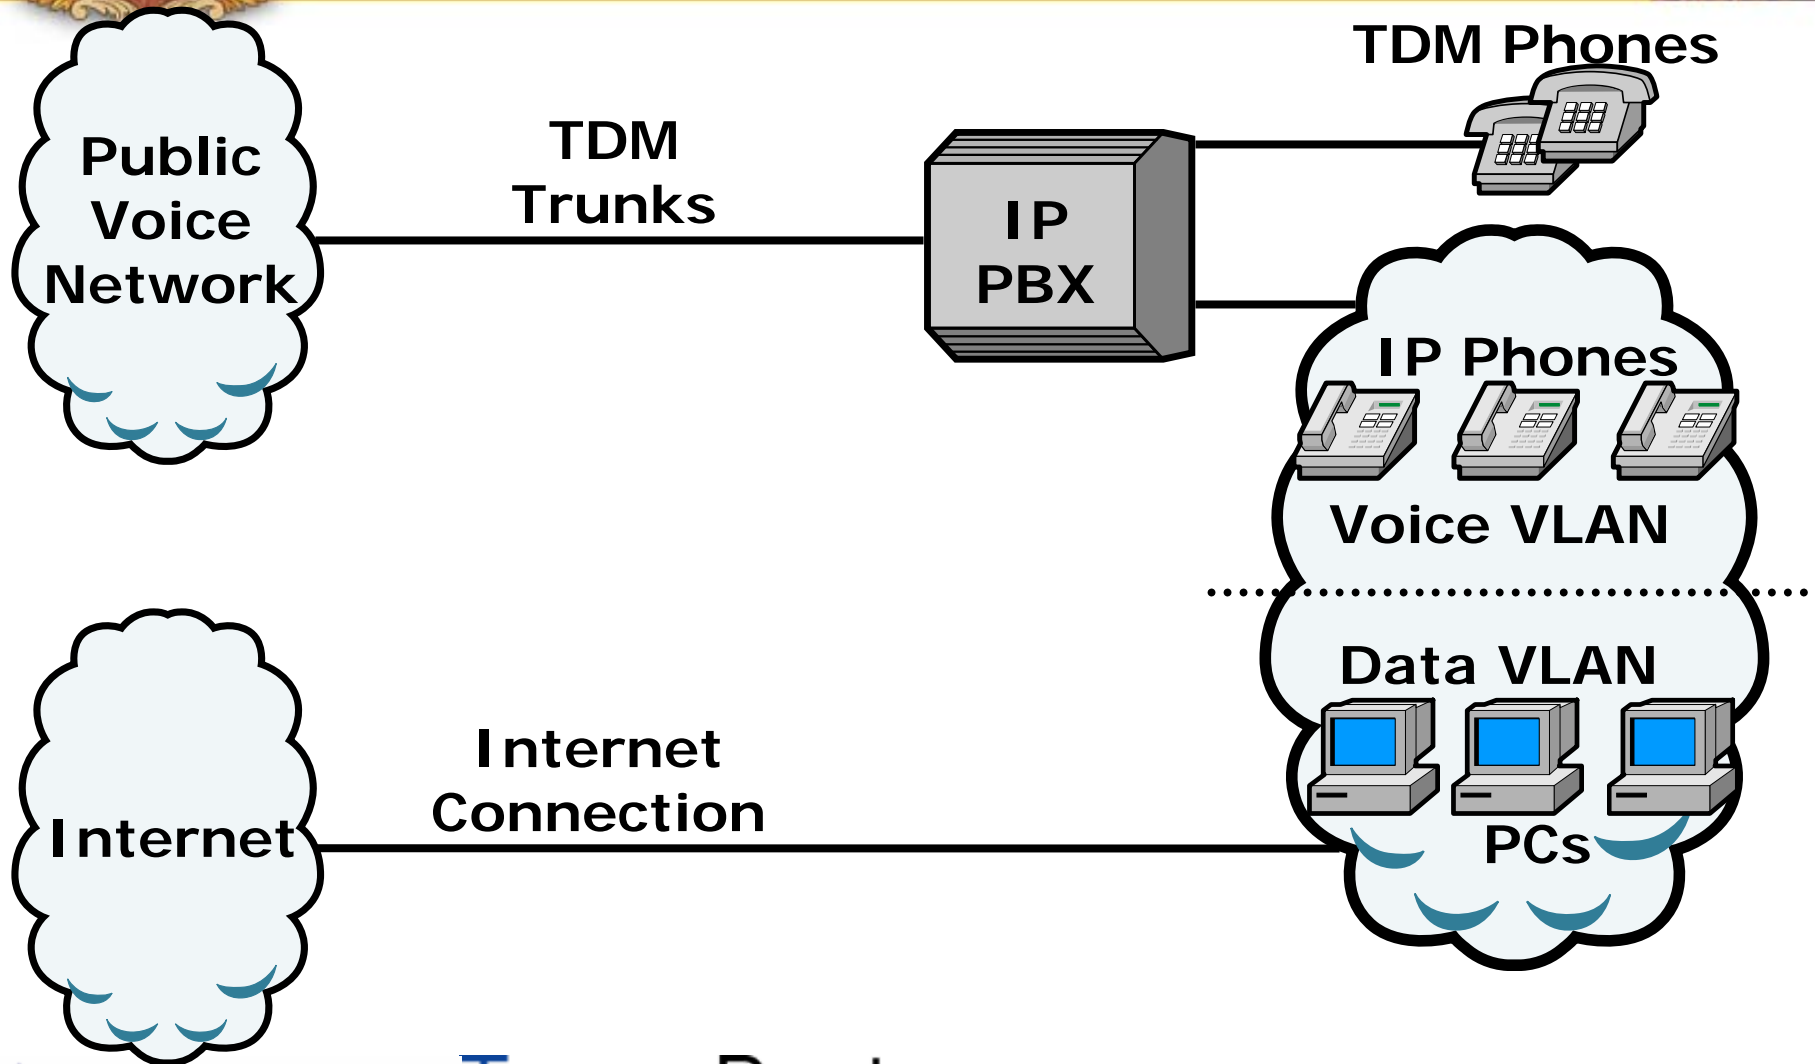 TDM Phones
Public
Voice
Network
TDM
Trunks
IP
PBX
IP Phones
Voice VLAN
Data VLAN
PCs
Internet
Connection
Internet